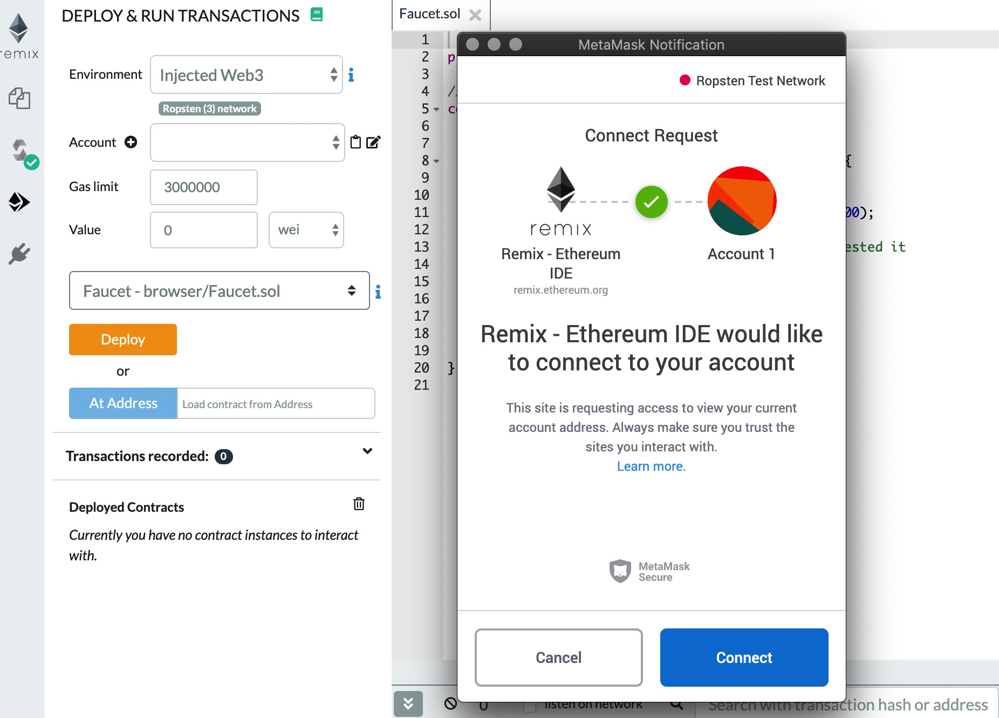 remix
DEPLOY & RUN TRANSACTIONS
Environment
Injected Web3
Ropsten (3) network
Account
Gas limit
3000000
Value
0
wei
Faucet - browser/Faucet.sol
Deploy
or
At Address
Load contract from Address
Transactions recorded: 0
Deployed Contracts
Currently you have no contract instances to interact
with.
Faucet.sol
1
2 p
3
4 /
5 c
6
7
8 {
9
10
11 00);
12
13 ested it
14
15
16
17
18
19
20 }
21
MetaMask Notification
Ropsten Test Network
Connect Request
remix
Remix - Ethereum
IDE
remix.ethereum.org
Account 1
Remix - Ethereum IDE would like
to connect to your account
This site is requesting access to view your current
account address. Always make sure you trust the
sites you interact with.
Learn more.
MetaMask
Secure
Cancel
Connect
0
listen on network
Search with transaction hash or address